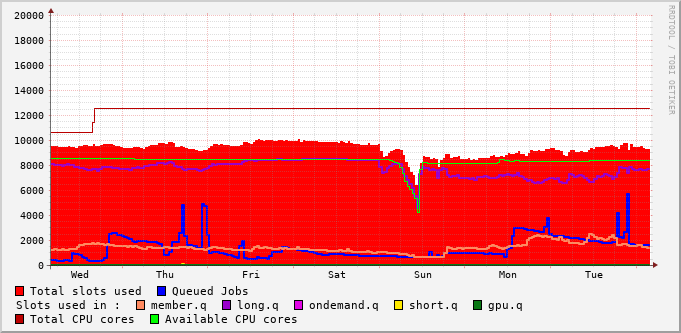 RRDTOOL / TOBI OETIKER
20000
18000
16000
14000
12000
10000
8000
6000
4000
2000
0
Wed Thu Fri Sat Sun Mon Tue
Total slots used Queued Jobs
Slots used in : member.q long.q ondemand.q short.q gpu.q
Total CPU cores Available CPU cores